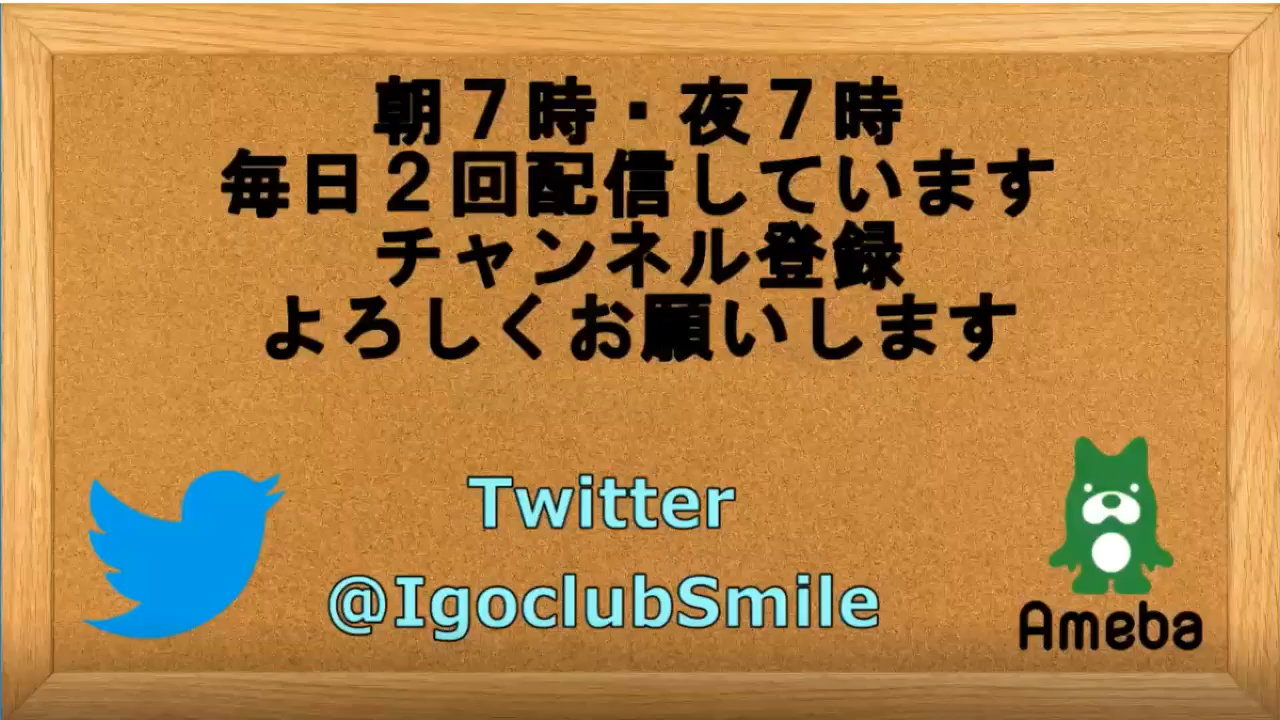 朝７時・夜７時
毎日２回配信しています
チャンネル登録
よろしくお願いします
Twitter
@IgoclubSmile
Ameba